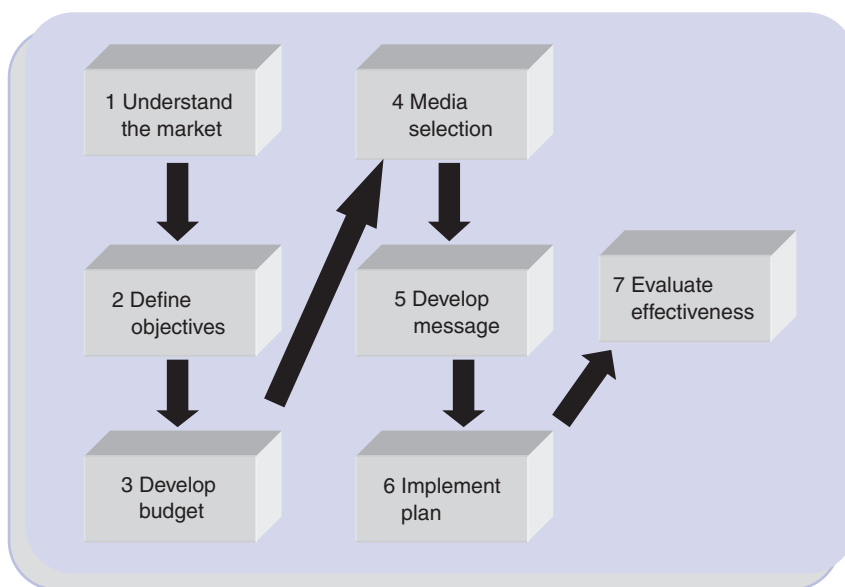 1 Understand
the market
2 Define
objectives
3 Develop
budget
4 Media
selection
5 Develop
message
6 Implement
plan
7 Evaluate
effectiveness